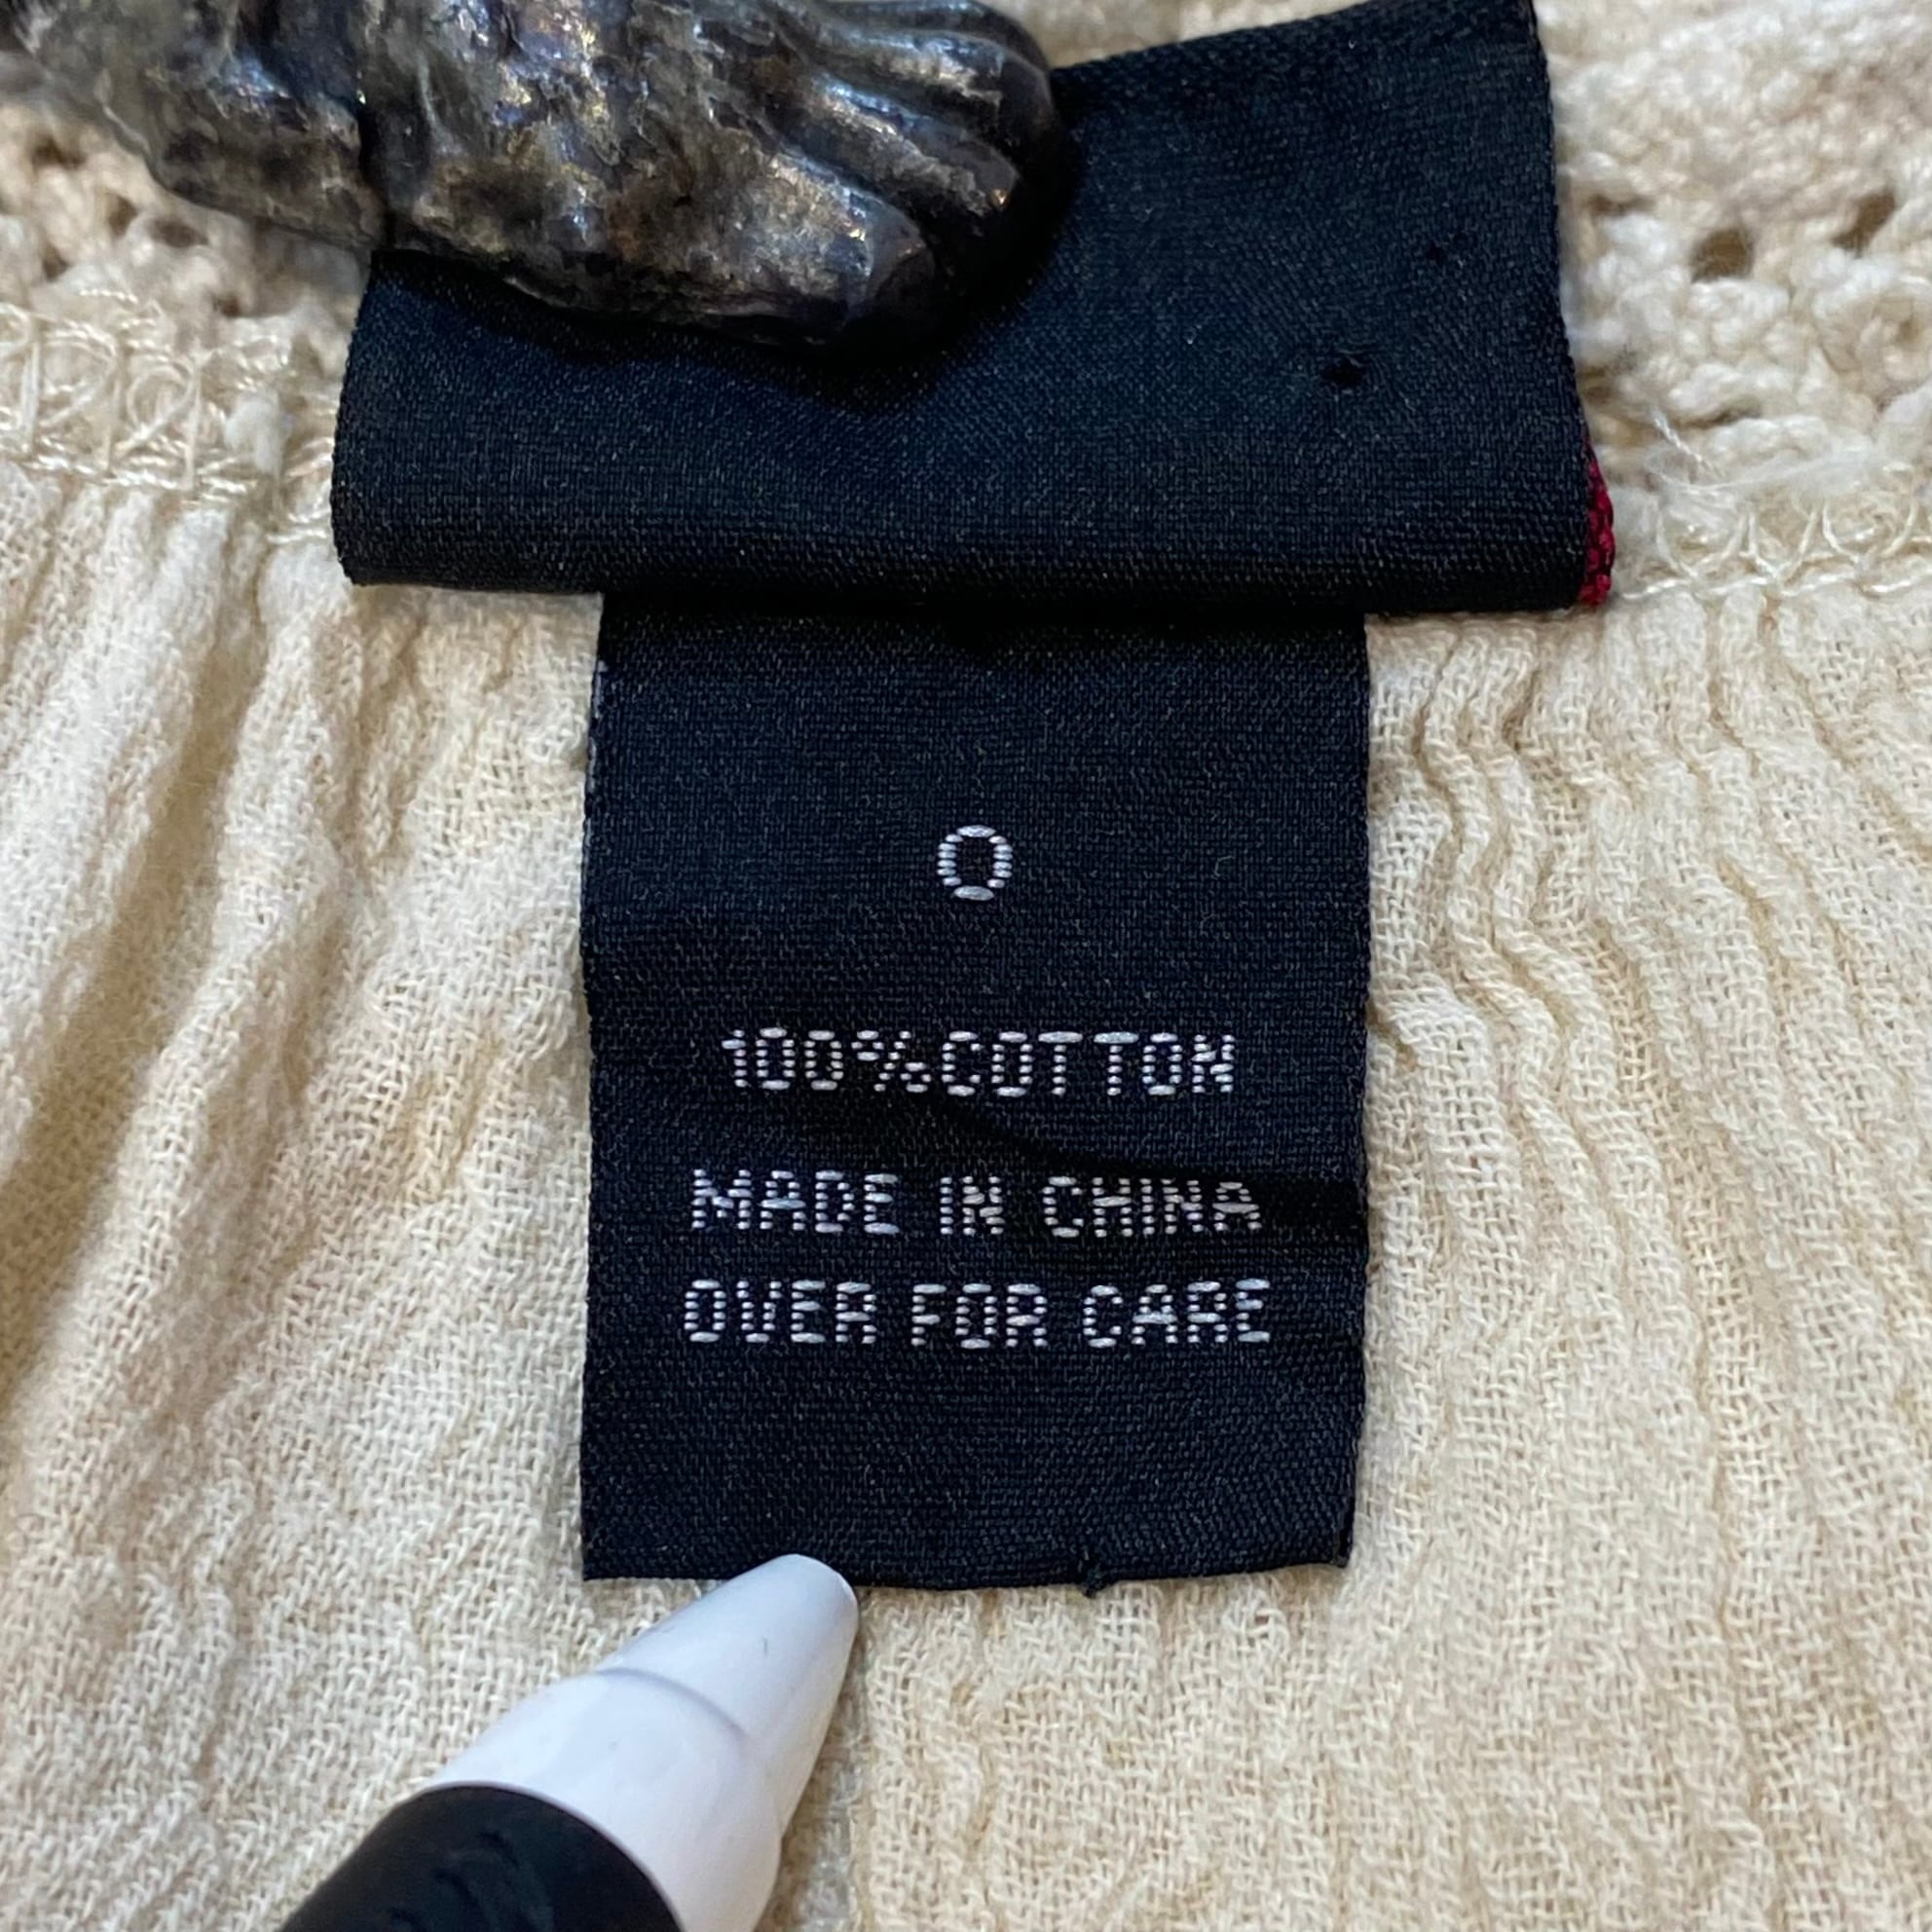 0
100%COTTON
MADE IN CHINA
OVER FOR CARE